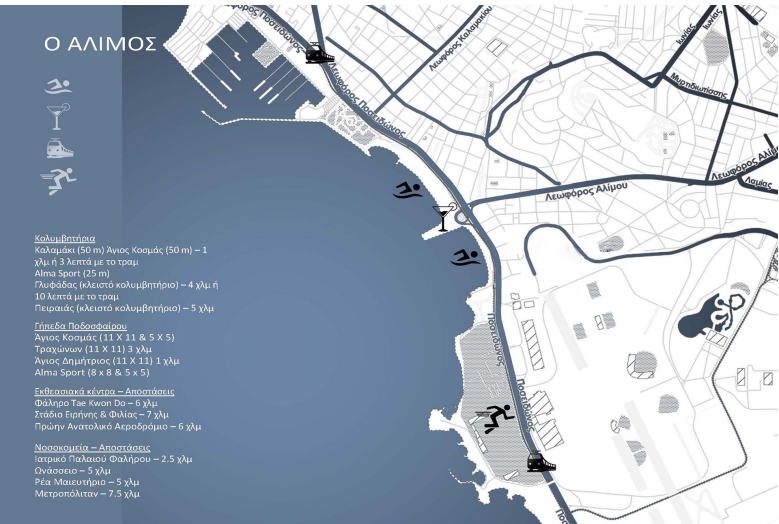 Ο ΑΛΙΜΟΣ
Κολυμβητήρια
Καλαμάκι (50 m) Άγιος Κοσμάς (50 m) – 1
χλμ ή 3 λεπτά με το τραμ
Alma Sport (25 m)
Γλυφάδας (κλειστό κολυμβητήριο) – 4 χλμ ή
10 λεπτά με το τραμ
Πειραιάς (κλειστό κολυμβητήριο) – 5 χλμ
Γήπεδα Ποδοσφαίρου
Άγιος Κοσμάς (11 Χ 11 & 5 Χ 5)
Τραχώνων (11 Χ 11) 3 χλμ
Άγιος Δημήτριος (11 Χ 11) 1 χλμ
Alma Sport (8 x 8 & 5 x 5)
Εκθεσιακά κέντρα – Αποστάσεις
Φάληρο Tae Kwon Do – 6 χλμ
Στάδιο Ειρήνης & Φιλίας – 7 χλμ
Πρώην Ανατολικό Αεροδρόμιο – 6 χλμ
Νοσοκομεία – Αποστάσεις
Ιατρικό Παλαιού Φαλήρου – 2.5 χλμ
Ωνάσσειο – 5 χλμ
Ρέα Μαιευτήριο – 5 χλμ
Μετροπόλιταν – 7.5 χλμ
Λεωφόρος Ποσειδώνος
Λεωφόρος Καλαμακίου
Ιωνίας
Ιωνίας
Μυρτιδιωτίσσης
Λεωφόρος Αλίμου
Λεωφόρος Αλίμ
Λαμίας
Ποσειδώνος
Ποσειδώνος